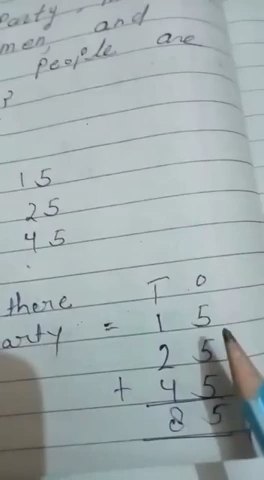 Party
men, and
people are
?
15
25
45
there T O
arty = 1 5
2 5
+ 4 5
8 5